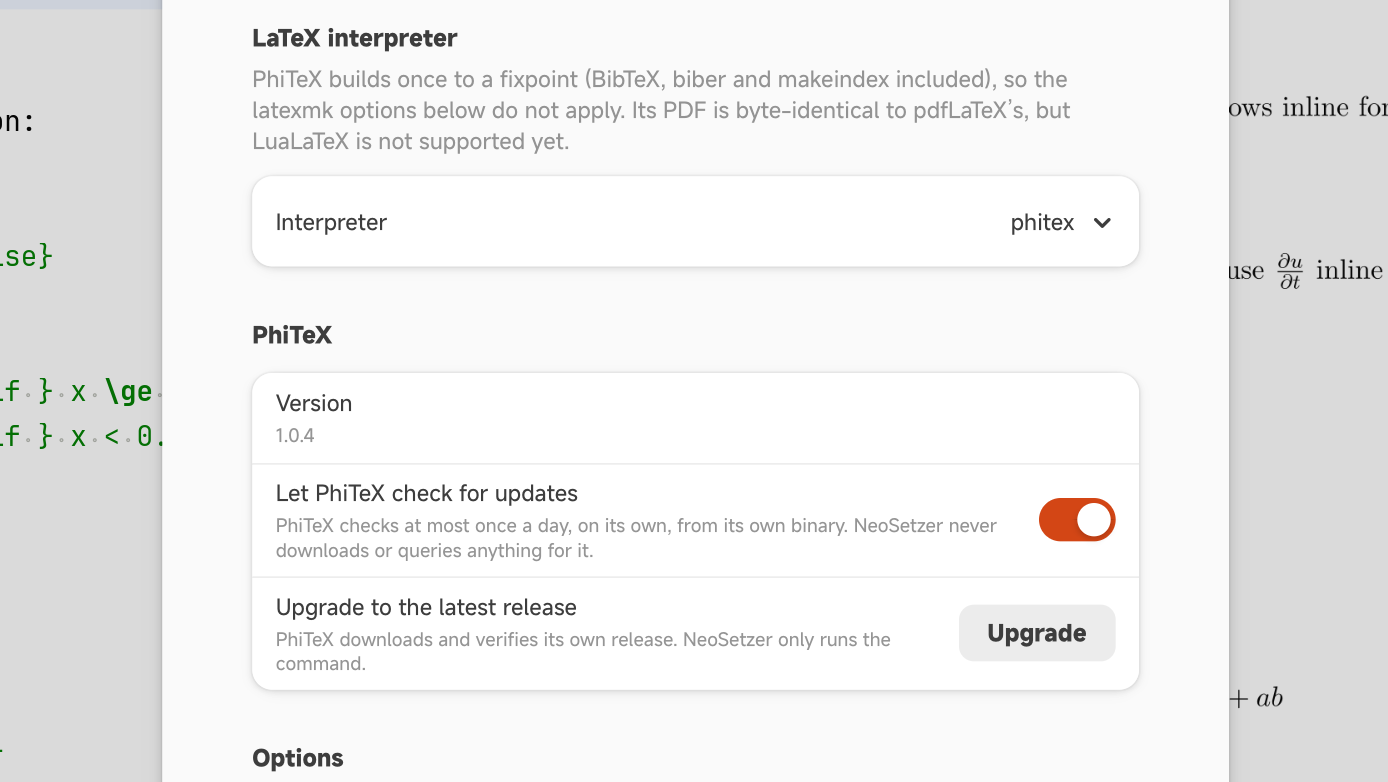 LaTeX interpreter
PhiTeX builds once to a fixpoint (BibTeX, biber and makeindex included), so the
latexmk options below do not apply. Its PDF is byte-identical to pdfLaTeX's, but
LuaLaTeX is not supported yet.
Interpreter
phitex
PhiTeX
Version
1.0.4
Let PhiTeX check for updates
PhiTeX checks at most once a day, on its own, from its own binary. NeoSetzer never
downloads or queries anything for it.
Upgrade to the latest release
PhiTeX downloads and verifies its own release. NeoSetzer only runs the
command.
Upgrade
Options
on:
se}
f } x \ge
f } x < 0.
ows inline for
use ∂u/∂t inline
+ ab